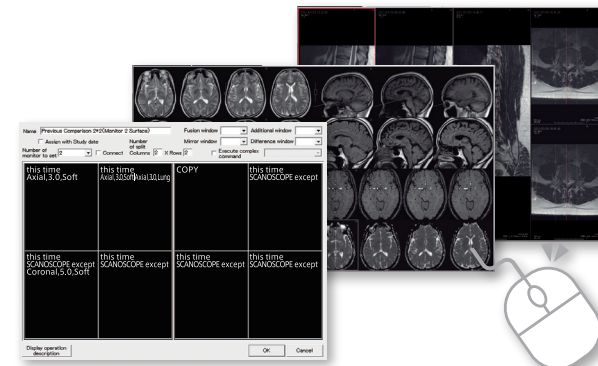 Name Previous Comparison 2*2(Monitor 2 Surface) Fusion window Additional window
Assign with Study date Mirror window Difference window
Number of monitor to set 2 Connect Number of split Columns 2 X Rows 2 Execute complex command
this time
Axial,3.0,Soft
this time
Axial,3.0,Soft Axial,3.0,Lung
COPY
this time
SCANOSCOPE except
this time
SCANOSCOPE except
Coronal,5.0,Soft
this time
SCANOSCOPE except
this time
SCANOSCOPE except
this time
SCANOSCOPE except
Display operation
description
OK Cancel